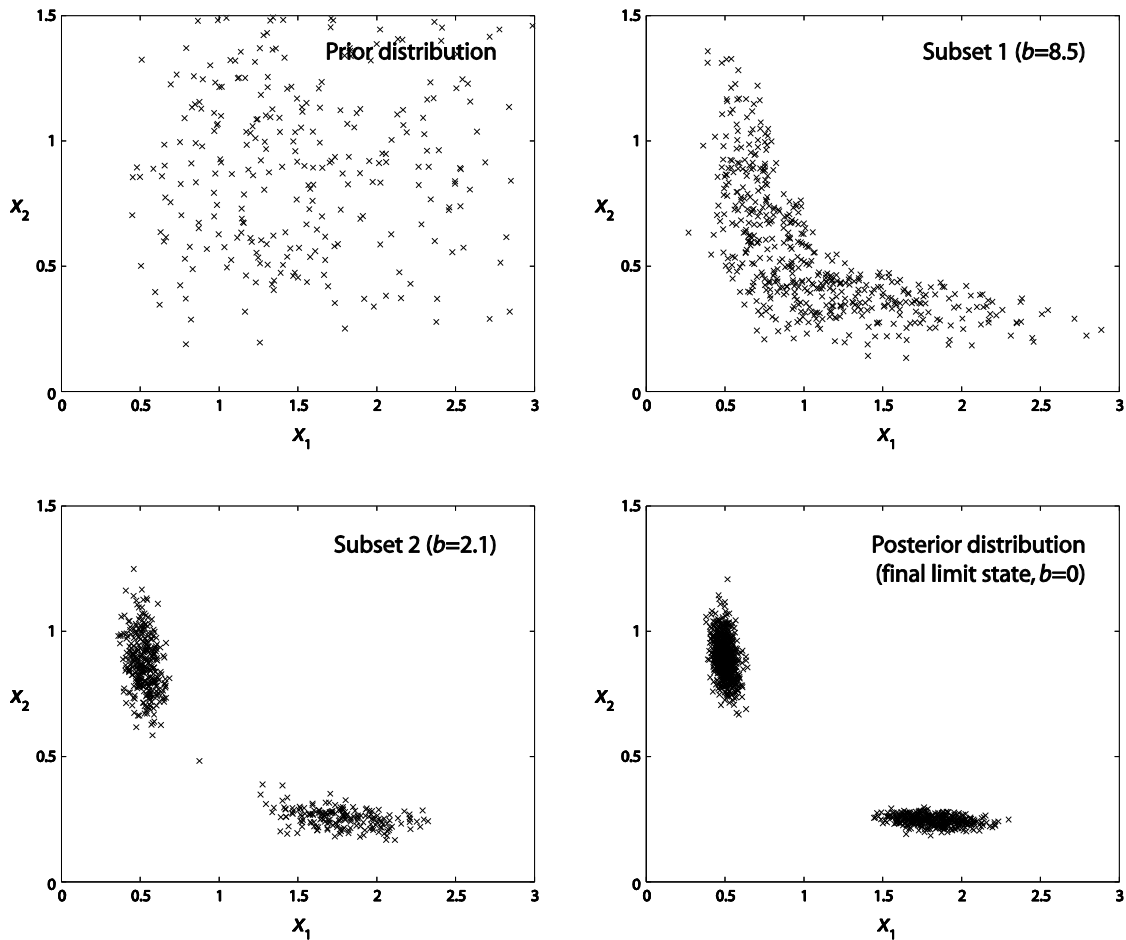 1.5
Prior distribution
1
X2
0.5
0
0 0.5 1 1.5 2 2.5 3
X1
1.5
Subset 1 (b=8.5)
1
X2
0.5
0
0 0.5 1 1.5 2 2.5 3
X1
1.5
Subset 2 (b=2.1)
1
X2
0.5
0
0 0.5 1 1.5 2 2.5 3
X1
1.5
Posterior distribution
(final limit state, b=0)
1
X2
0.5
0
0 0.5 1 1.5 2 2.5 3
X1